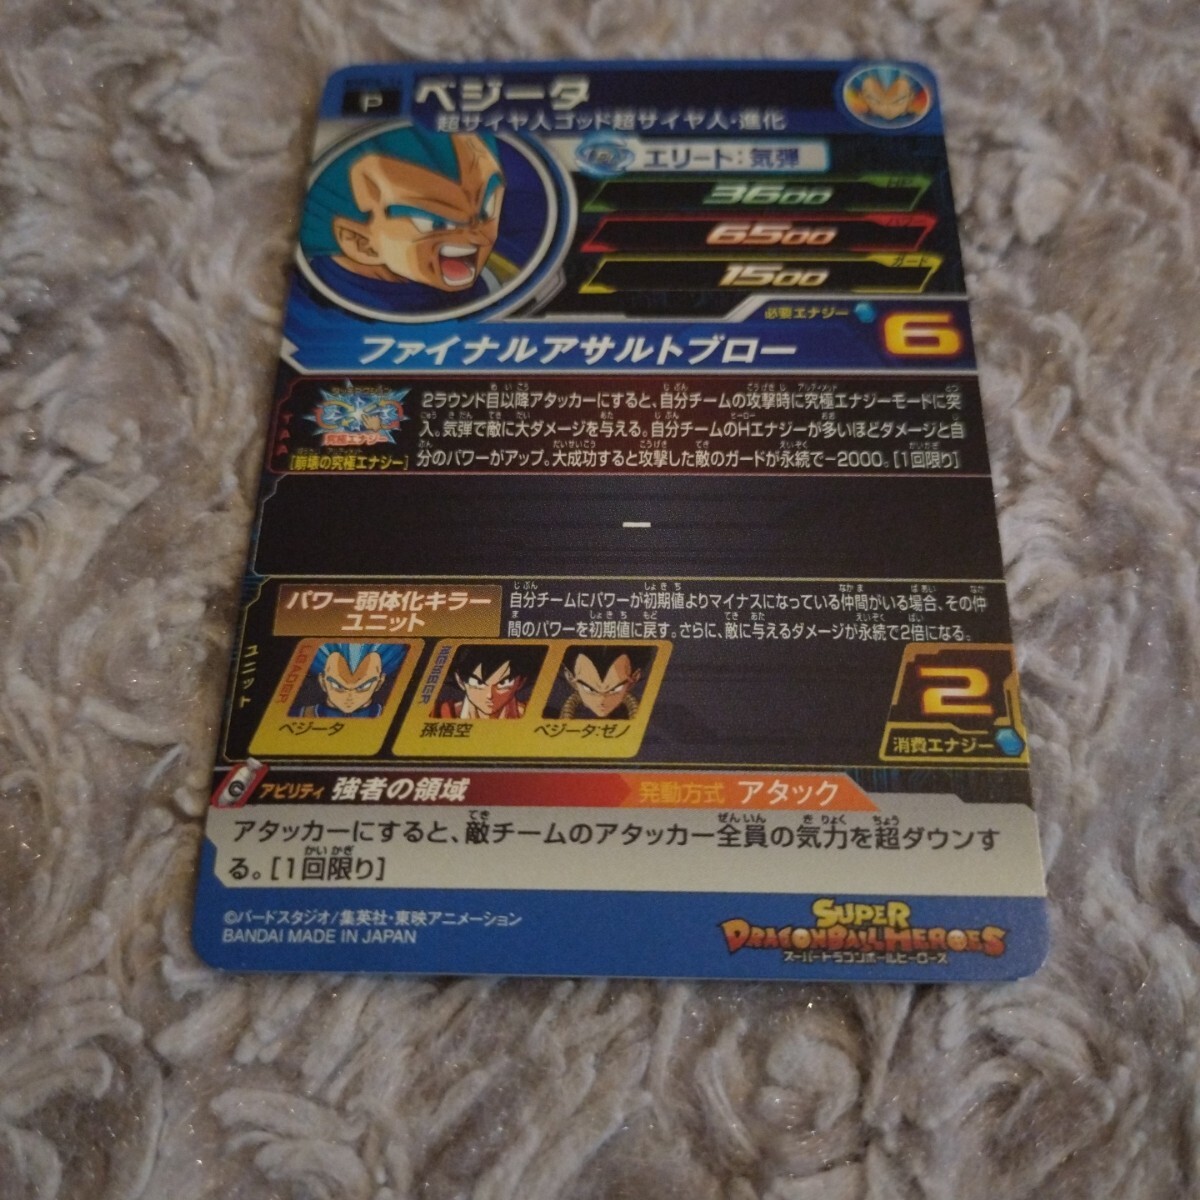 P
ベジータ
超サイヤ人ゴッド超サイヤ人・進化
エリート:気弾
HP
3600
パワー
6500
ガード
1500
必要エナジー
6
ファイナルアサルトブロー
究極エナジー
[崩壊の究極エナジー]
2ラウンド目以降アタッカーにすると、自分チームの攻撃時に究極エナジーモードに突
入。気弾で敵に大ダメージを与える。自分チームのHエナジーが多いほどダメージと自
分のパワーがアップ。大成功すると攻撃した敵のガードが永続で−2000。[1回限り]
−
ユニット
パワー弱体化キラー
ユニット
自分チームにパワーが初期値よりマイナスになっている仲間がいる場合、その仲
間のパワーを初期値に戻す。さらに、敵に与えるダメージが永続で2倍になる。
LEADER
ベジータ
MEMBER
孫悟空
ベジータ:ゼノ
2
消費エナジー
アビリティ 強者の領域
発動方式 アタック
アタッカーにすると、敵チームのアタッカー全員の気力を超ダウンす
る。[1回限り]
©バードスタジオ/集英社・東映アニメーション
BANDAI MADE IN JAPAN
SUPER
DRAGONBALL HEROES
スーパードラゴンボールヒーローズ